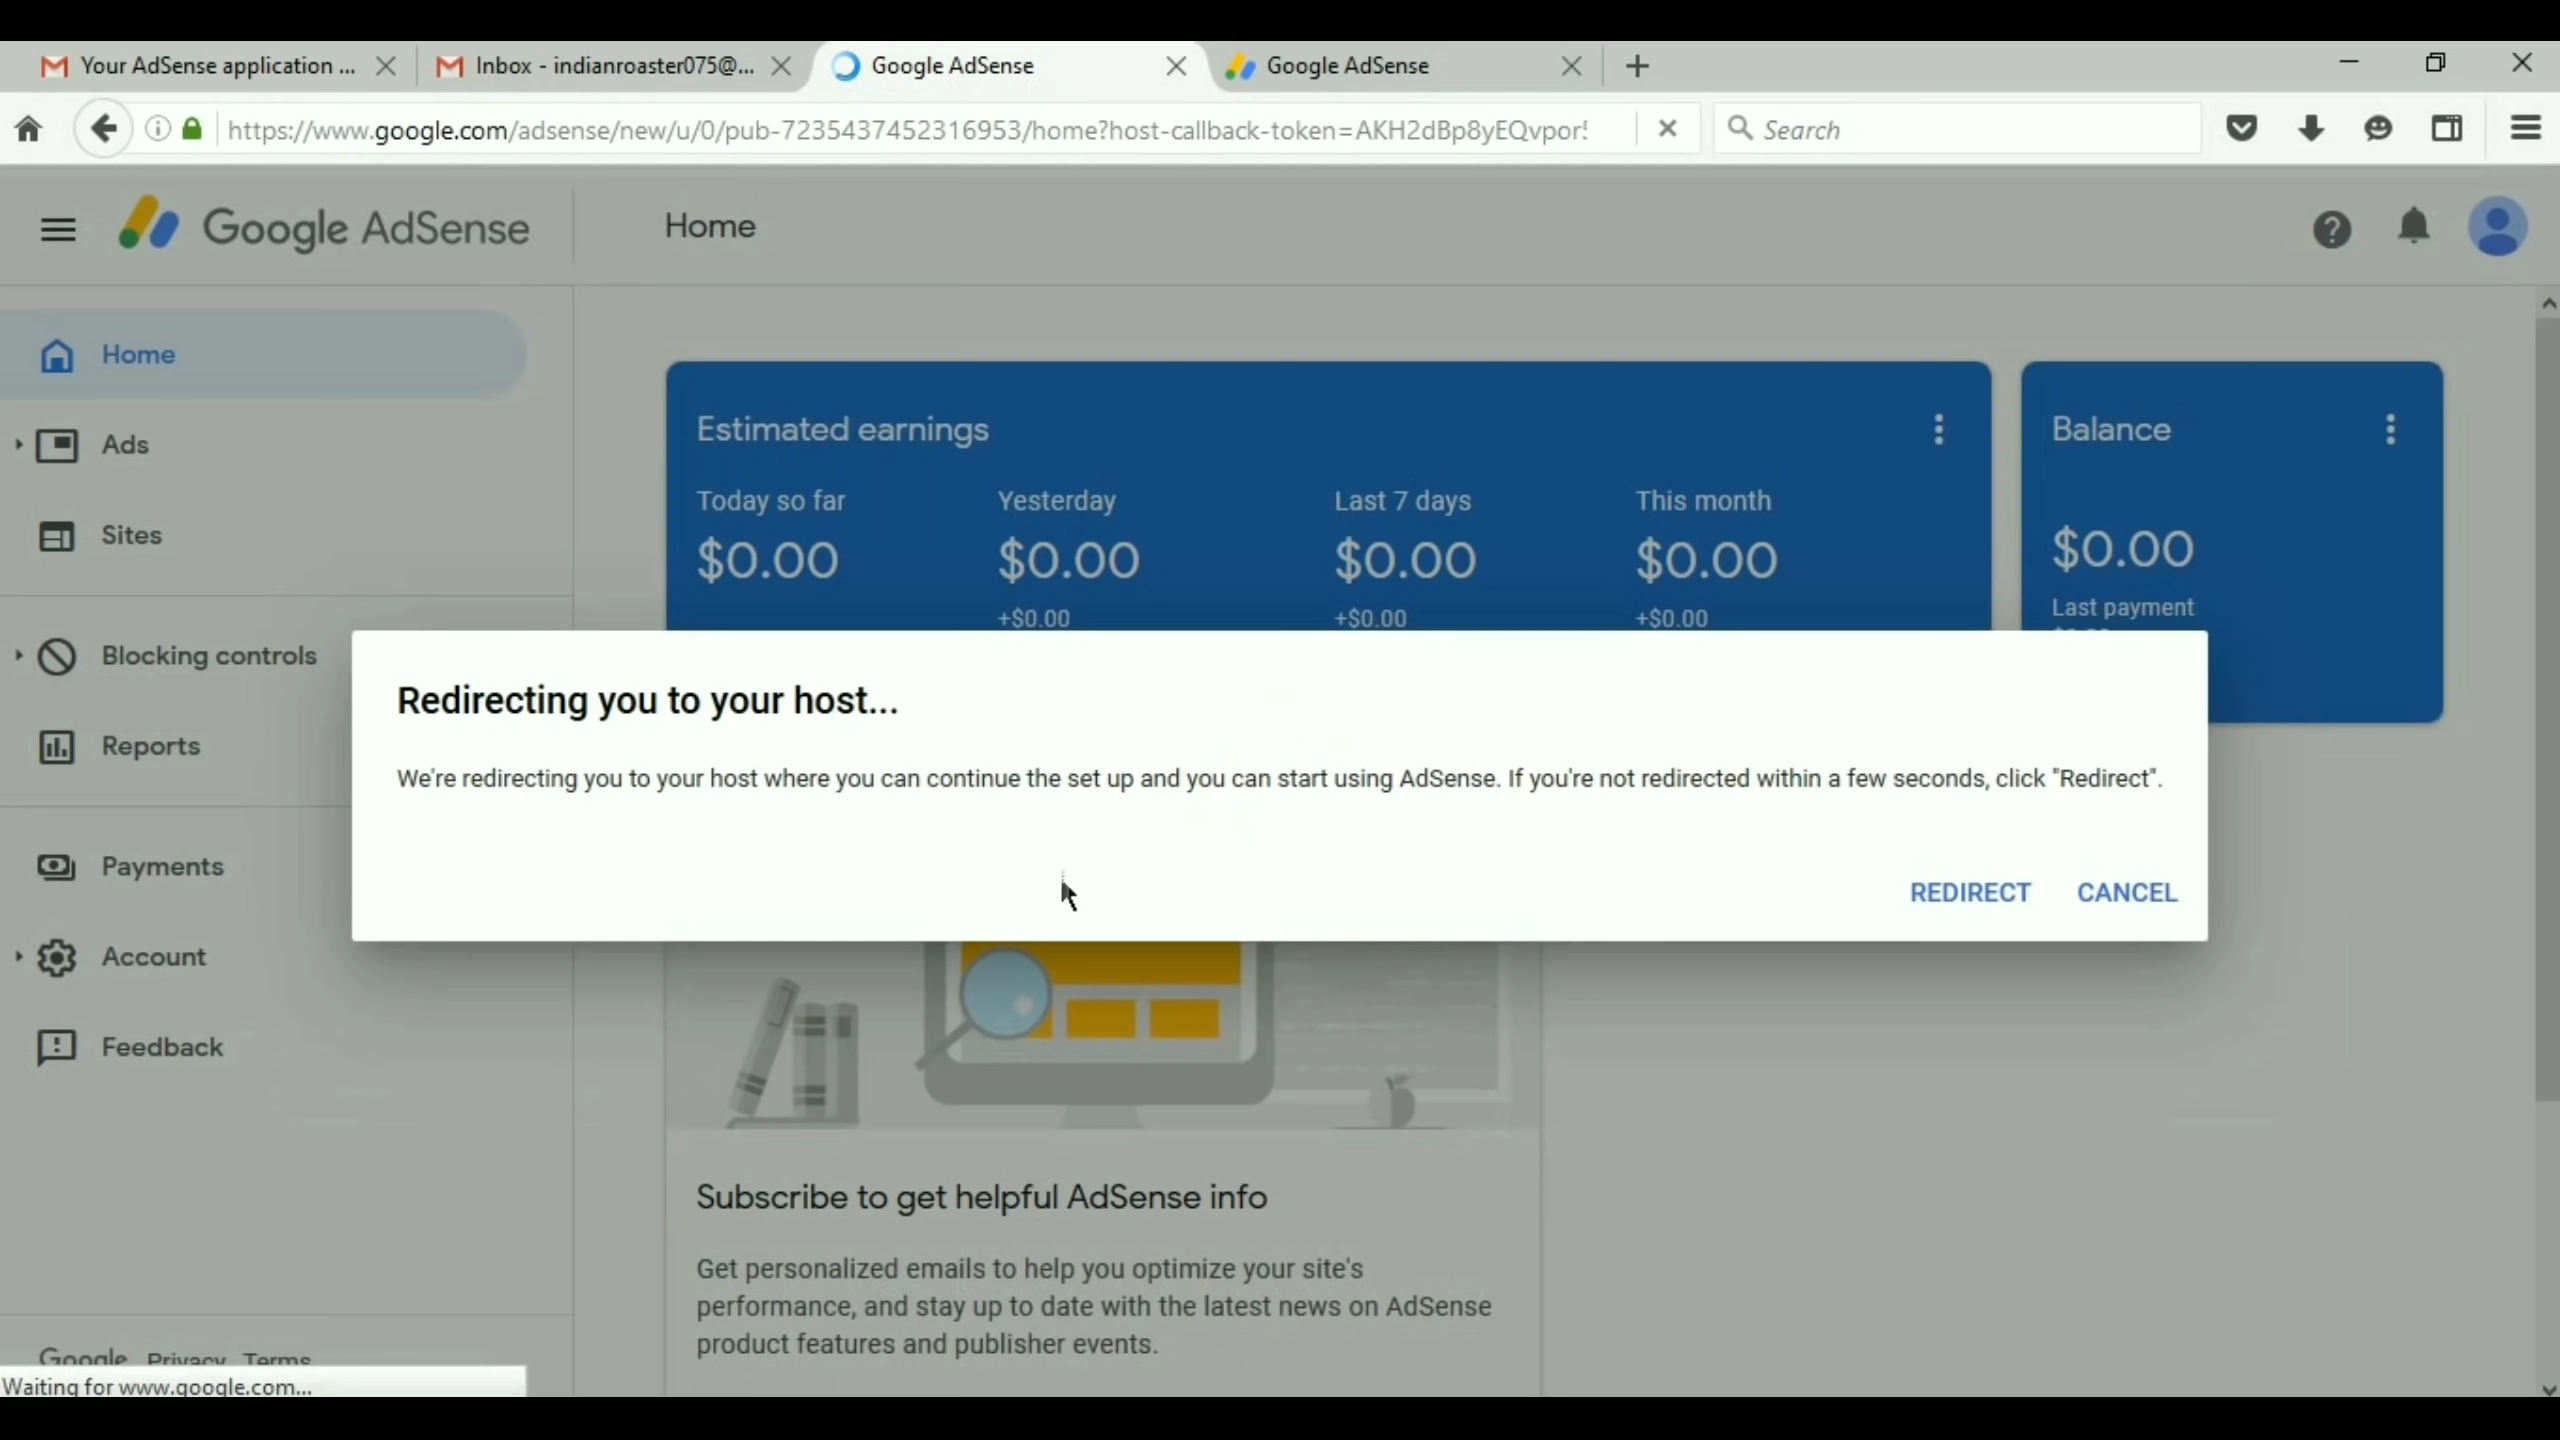 Your AdSense application ...
Inbox - indianroaster075@...
Google AdSense
Google AdSense
https://www.google.com/adsense/new/u/0/pub-7235437452316953/home?host-callback-token=AKH2dBp8yEQvpor!
Search
Google AdSense
Home
Home
Ads
Sites
Blocking controls
Reports
Payments
Account
Feedback
Estimated earnings
Today so far
Yesterday
Last 7 days
This month
$0.00
$0.00
$0.00
$0.00
+$0.00
+$0.00
+$0.00
Balance
$0.00
Last payment
Redirecting you to your host...
We're redirecting you to your host where you can continue the set up and you can start using AdSense. If you're not redirected within a few seconds, click "Redirect".
REDIRECT
CANCEL
Subscribe to get helpful AdSense info
Get personalized emails to help you optimize your site's
performance, and stay up to date with the latest news on AdSense
product features and publisher events.
Google Privacy Terms
Waiting for www.google.com...